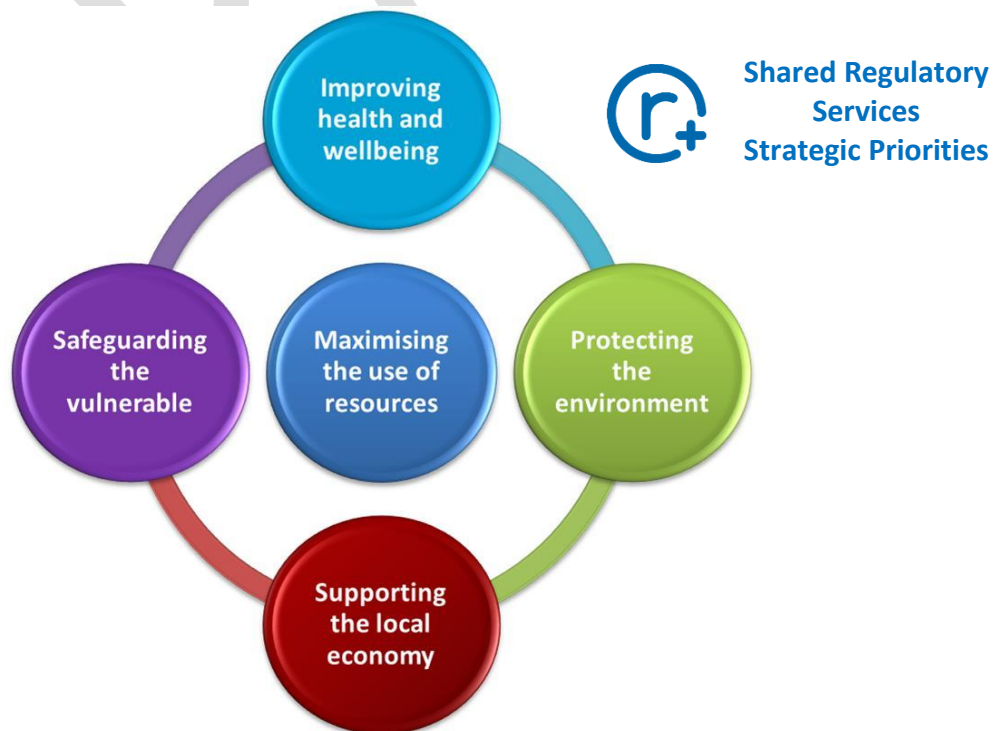 Improving
health and
wellbeing
r+
Shared Regulatory
Services
Strategic Priorities
Safeguarding
the
vulnerable
Maximising
the use of
resources
Protecting
the
environment
Supporting
the local
economy